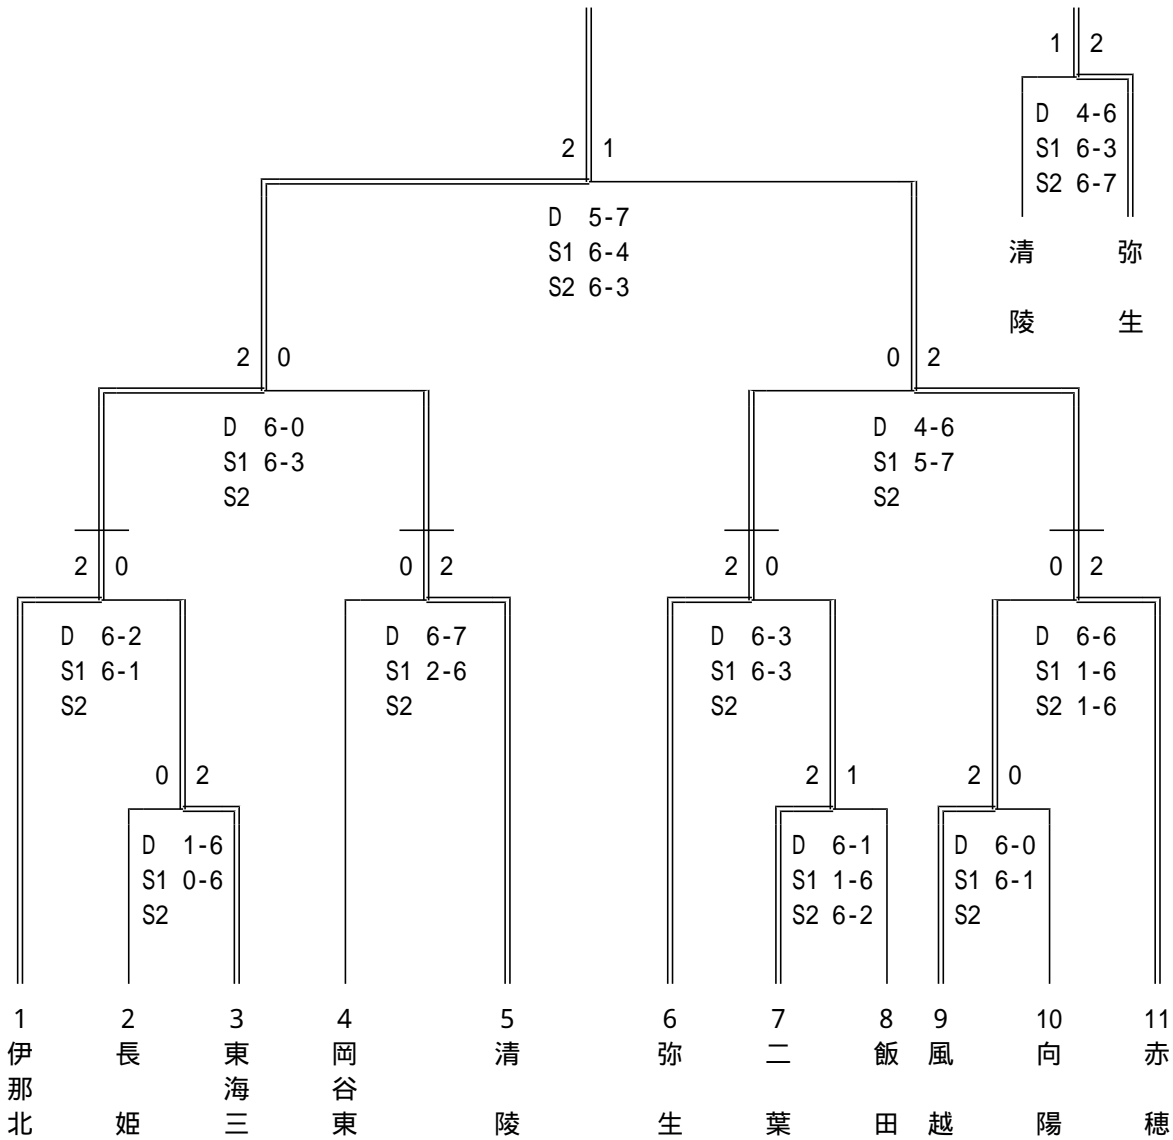 1 2
D 4-6
S1 6-3
S2 6-7
清陵
弥生
2 1
D 5-7
S1 6-4
S2 6-3
2 0
D 6-0
S1 6-3
S2
0 2
D 4-6
S1 5-7
S2
2 0
D 6-2
S1 6-1
S2
0 2
D 6-7
S1 2-6
S2
2 0
D 6-3
S1 6-3
S2
0 2
D 6-6
S1 1-6
S2 1-6
0 2
D 1-6
S1 0-6
S2
2 1
D 6-1
S1 1-6
S2 6-2
2 0
D 6-0
S1 6-1
S2
1 伊那北
2 長姫
3 東海三
4 岡谷東
5 清陵
6 弥生
7 二葉
8 飯田
9 風越
10 向陽
11 赤穂